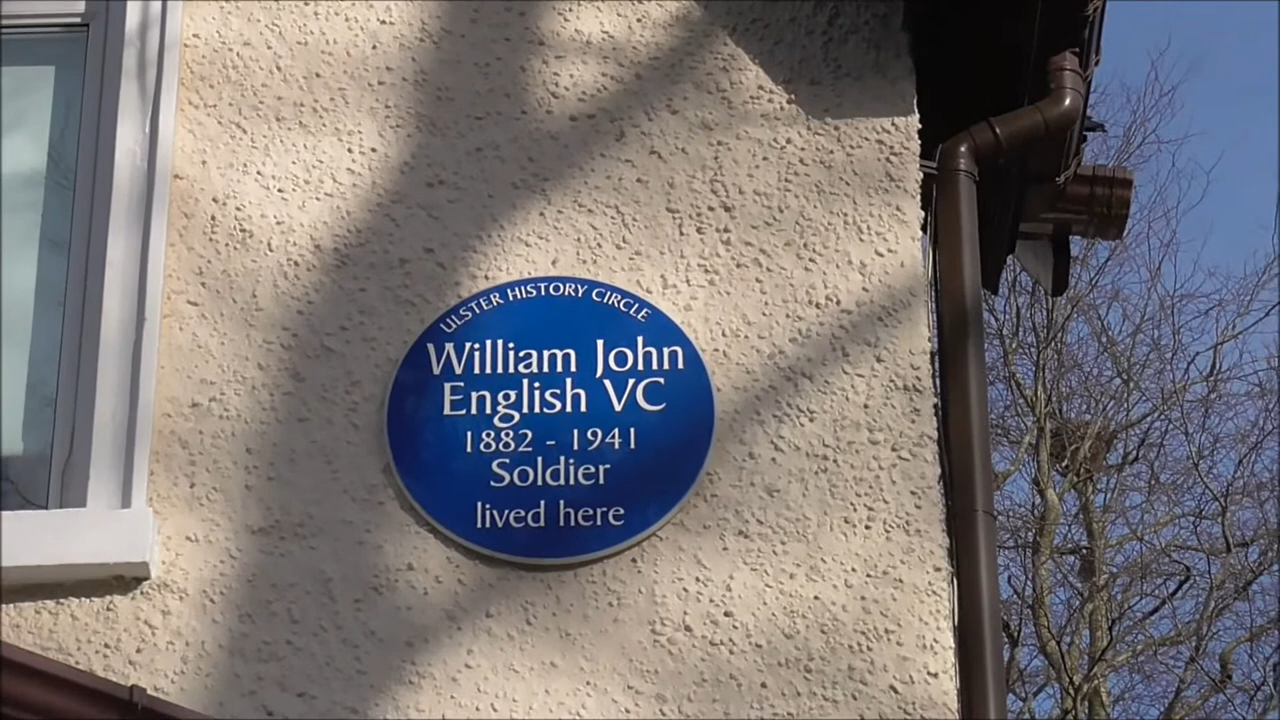 ULSTER HISTORY CIRCLE
William John
English VC
1882 - 1941
Soldier
lived here